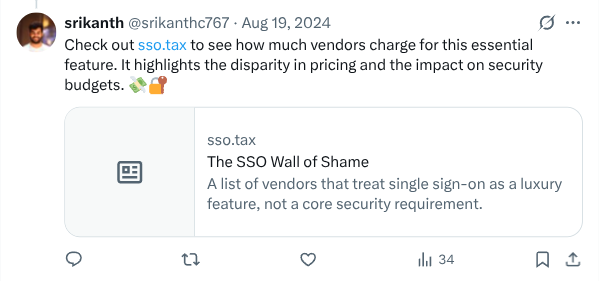 srikanth @srikanthc767 · Aug 19, 2024
Check out sso.tax to see how much vendors charge for this essential
feature. It highlights the disparity in pricing and the impact on security
budgets. 💸🔐
sso.tax
The SSO Wall of Shame
A list of vendors that treat single sign-on as a luxury
feature, not a core security requirement.
34